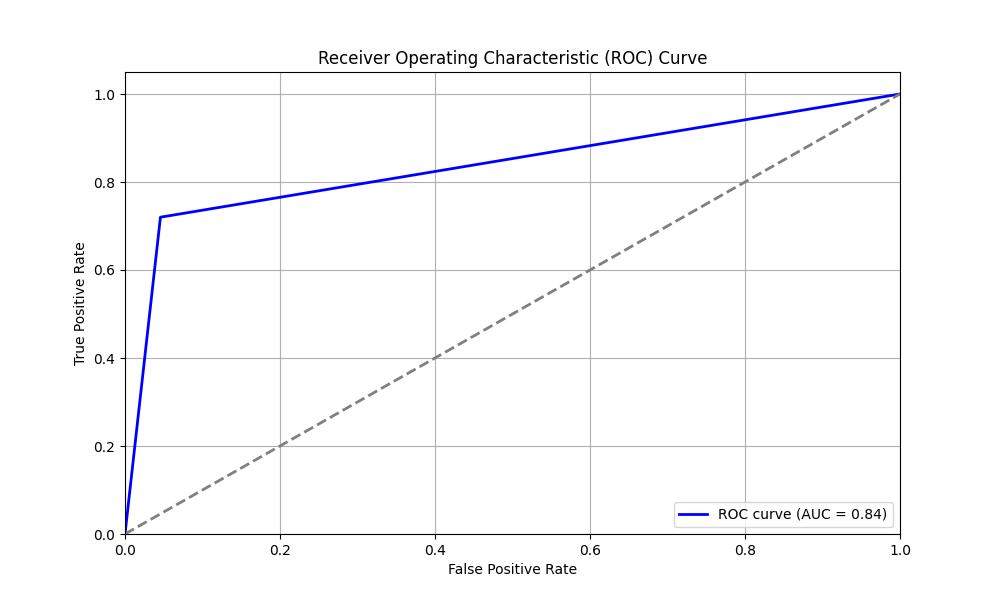 Receiver Operating Characteristic (ROC) Curve
1.0
0.8
0.6
0.4
0.2
0.0
True Positive Rate
ROC curve (AUC = 0.84)
0.0 0.2 0.4 0.6 0.8 1.0
False Positive Rate